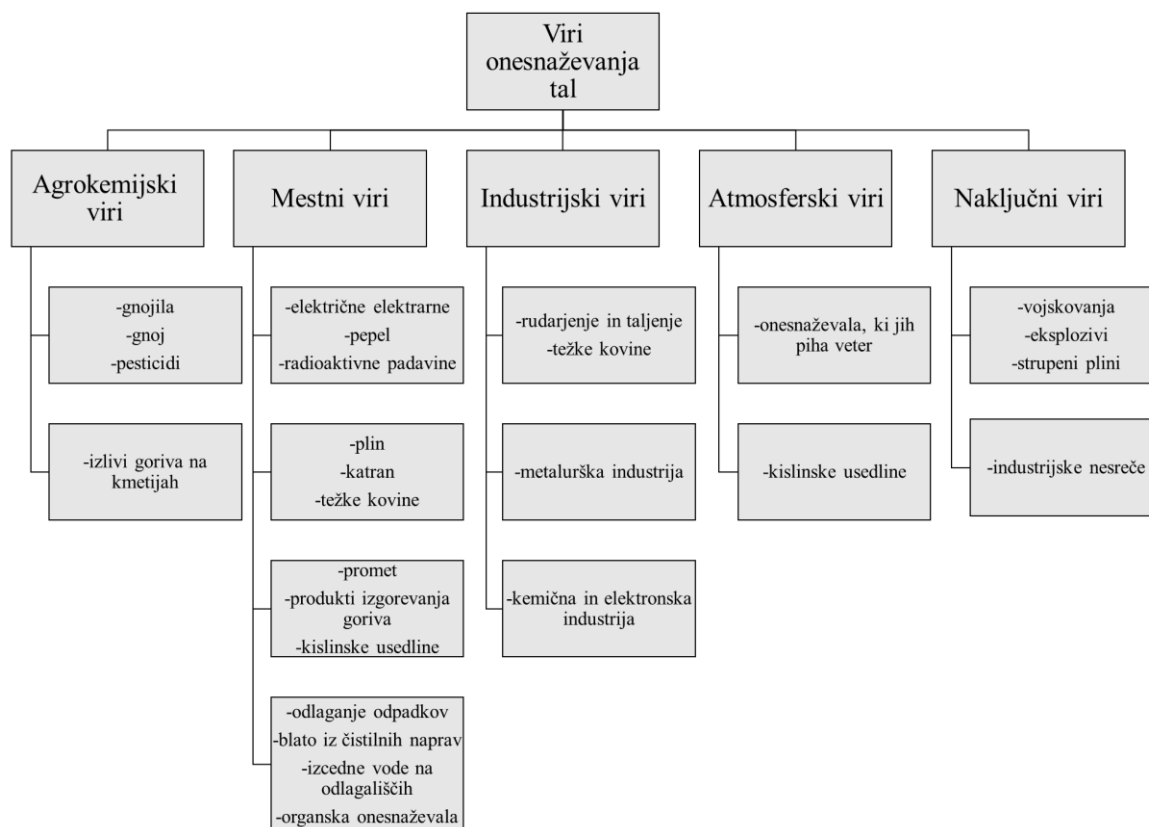 Viri
onesnaževanja
tal
Agrokemijski
viri
Mestni viri
Industrijski viri
Atmosferski viri
Naključni viri
-gnojila
-gnoj
-pesticidi
-izlivi goriva na
kmetijah
-električne elektrarne
-pepel
-radioaktivne padavine
-plin
-katran
-težke kovine
-promet
-produkti izgorevanja
goriva
-kislinske usedline
-odlaganje odpadkov
-blato iz čistilnih naprav
-izcedne vode na
odlagališčih
-organska onesnaževala
-rudarjenje in taljenje
-težke kovine
-metalurška industrija
-kemična in elektronska
industrija
-onesnaževala, ki jih
piha veter
-kislinske usedline
-vojskovanja
-eksplozivi
-strupeni plini
-industrijske nesreče